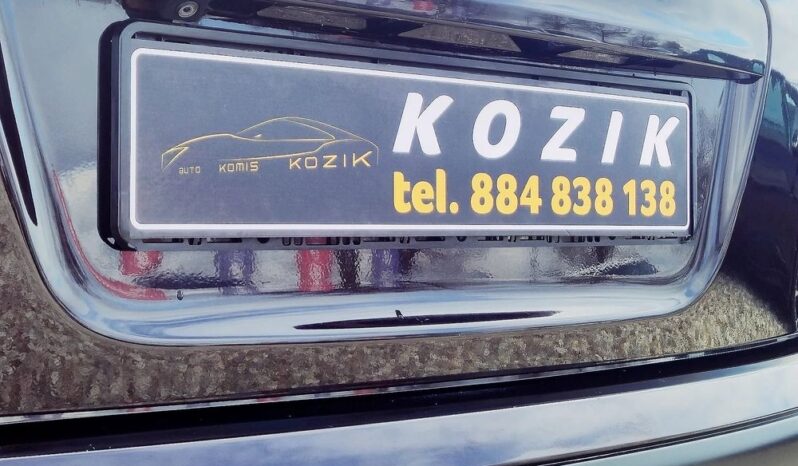 AUTO KOMIS KOZIK
KOZIK
tel. 884 838 138